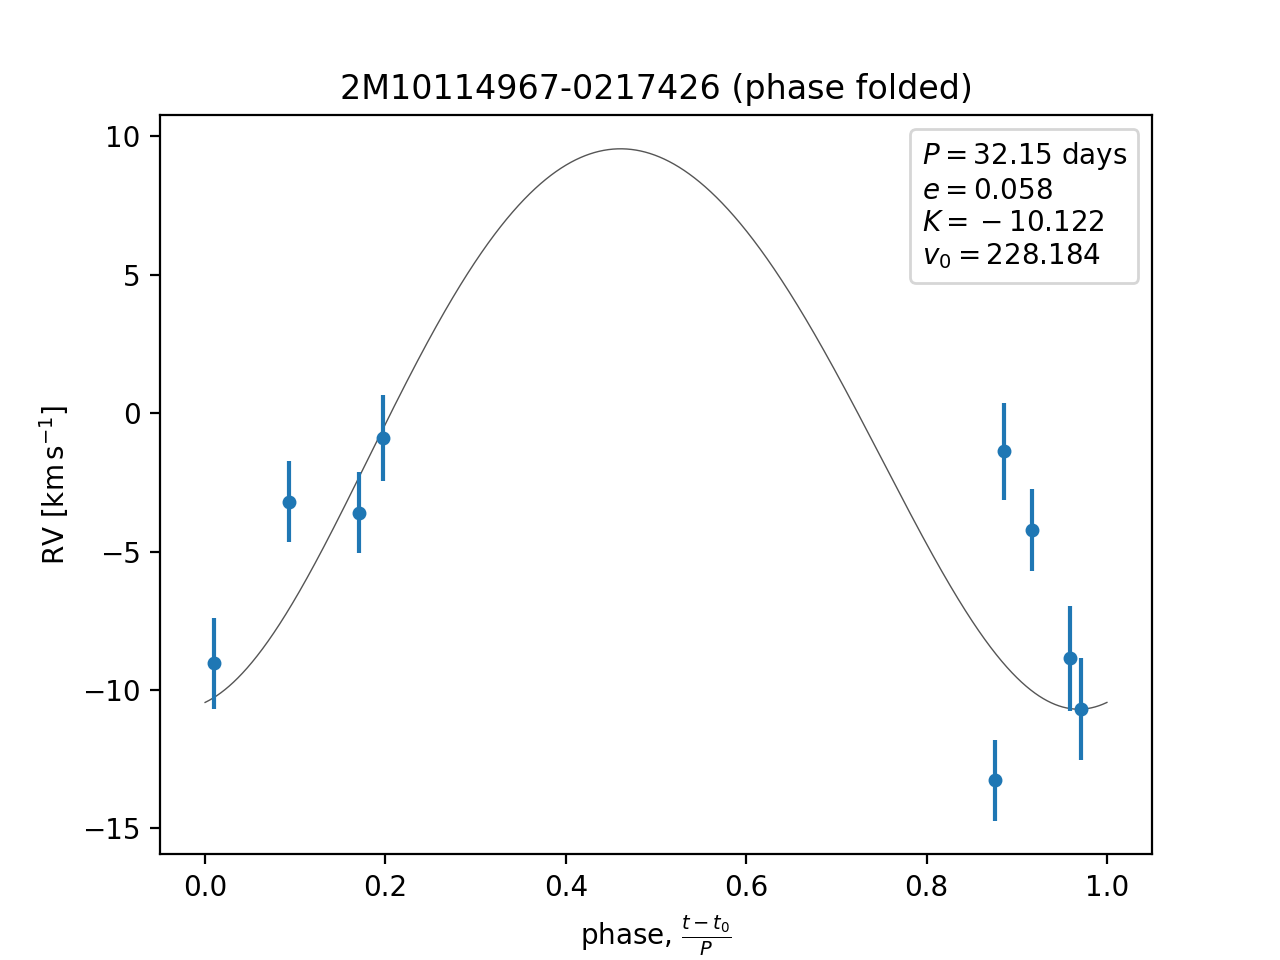 2M10114967-0217426 (phase folded)
P = 32.15 days
e = 0.058
K = −10.122
v₀ = 228.184
10
5
0
−5
−10
−15
RV [km s⁻¹]
0.0 0.2 0.4 0.6 0.8 1.0
phase, (t − t₀)/P